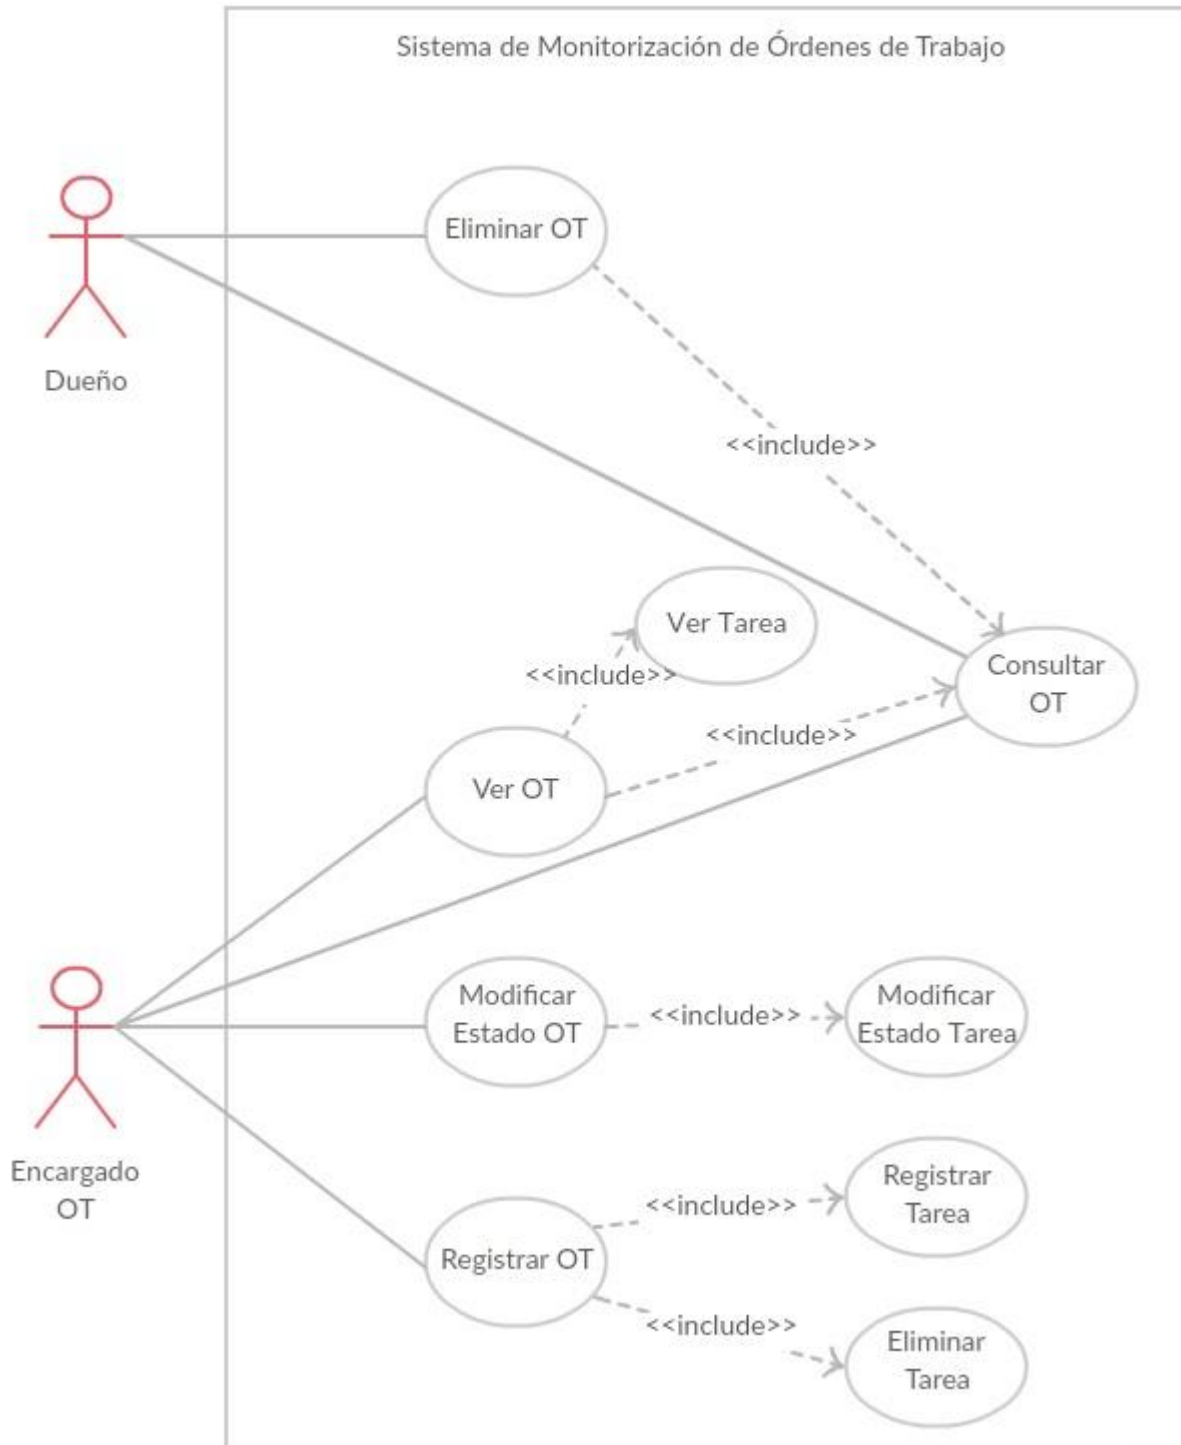 Sistema de Monitorización de Órdenes de Trabajo
Eliminar OT
Dueño
<<include>>
Ver Tarea
<<include>>
Consultar
OT
<<include>>
Ver OT
Modificar
Estado OT
<<include>>
Modificar
Estado Tarea
Encargado
OT
Registrar OT
<<include>>
Registrar
Tarea
<<include>>
Eliminar
Tarea